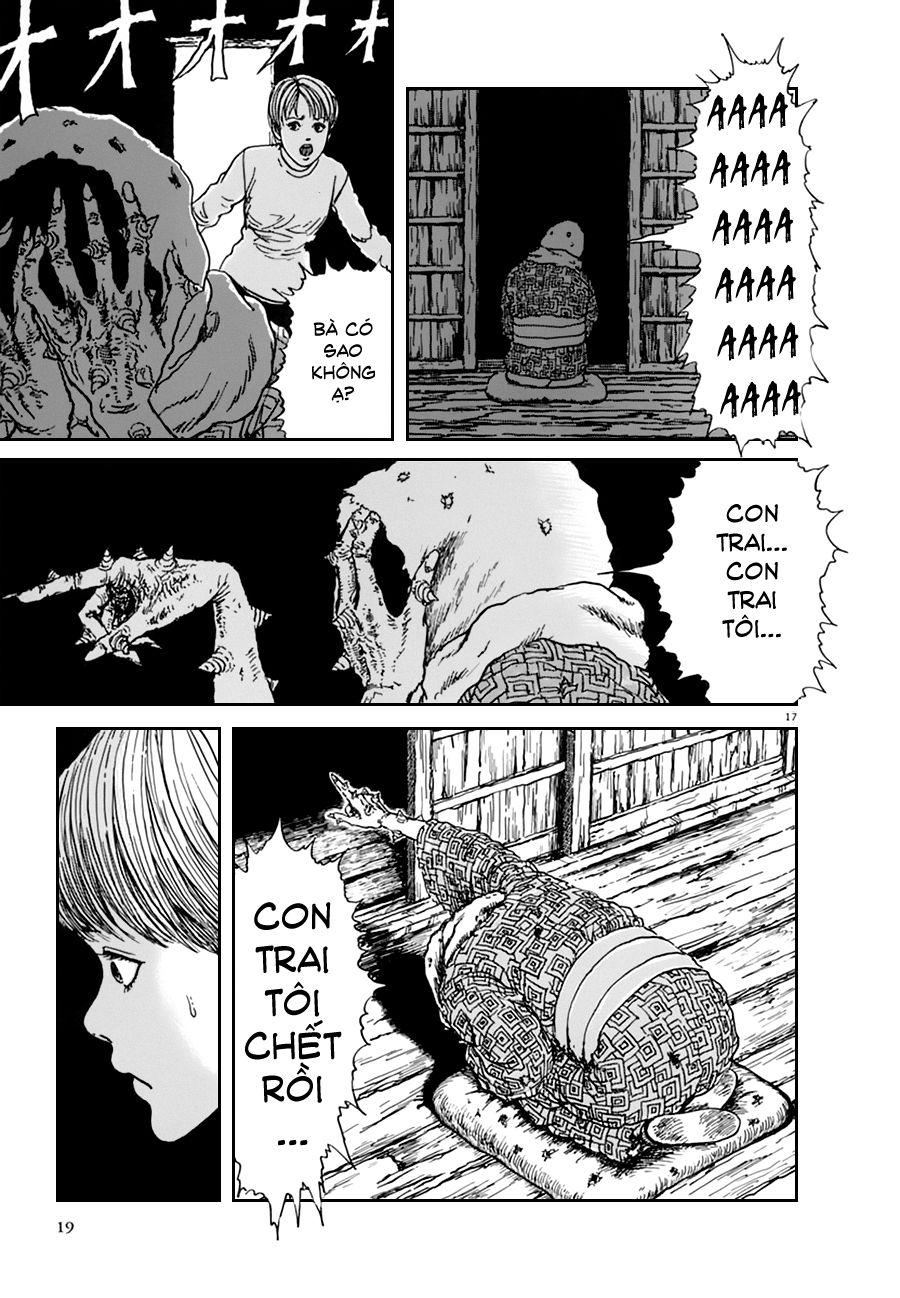 AAAA
AAAA
AAAA
AAAA
AAAA
AAAA
オオオオオ
BÀ CÓ
SAO
KHÔNG
Ạ?
CON
TRAI...
CON
TRAI
TÔI...
17
CON
TRAI
TÔI
CHẾT
RỒI
...
19